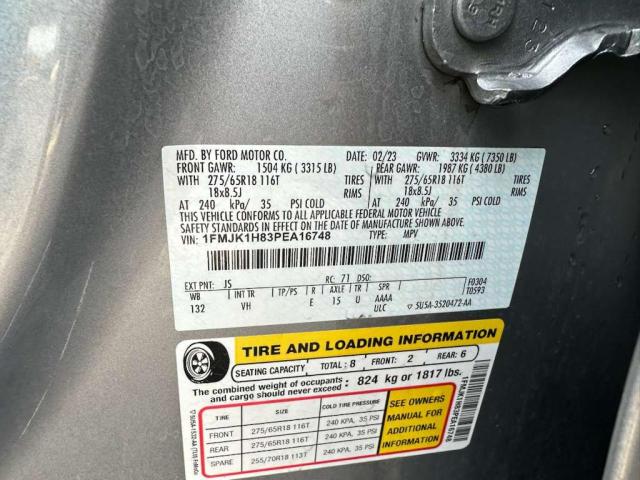 MFD. BY FORD MOTOR CO.
DATE: 02/23 GVWR: 3334 KG ( 7350 LB)
FRONT GAWR: 1504 KG ( 3315 LB) REAR GAWR: 1987 KG ( 4380 LB)
WITH 275/65R18 116T TIRES WITH 275/65R18 116T TIRES
18x8.5J RIMS 18x8.5J RIMS
AT 240 kPa/ 35 PSI COLD AT 240 kPa/ 35 PSI COLD
THIS VEHICLE CONFORMS TO ALL APPLICABLE FEDERAL MOTOR VEHICLE
SAFETY STANDARDS IN EFFECT ON THE DATE OF MANUFACTURE SHOWN ABOVE.
VIN: 1FMJK1H83PEA16748 TYPE: MPV
EXT PNT: JS RC: 71 DSO: F0304
WB INT TR TP/PS R AXLE TR SPR T0593
132 VH E 15 U AAAA
ULC ▽ 5U5A-3520472-AA
TIRE AND LOADING INFORMATION
SEATING CAPACITY TOTAL: 8 FRONT: 2 REAR: 6
The combined weight of occupants and cargo should never exceed: 824 kg or 1817 lbs.
TIRE SIZE COLD TIRE PRESSURE
FRONT 275/65R18 116T 240 KPA, 35 PSI
REAR 275/65R18 116T 240 KPA, 35 PSI
SPARE 255/70R18 113T 240 KPA, 35 PSI
SEE OWNERS
MANUAL FOR
ADDITIONAL
INFORMATION
1FMJK1H83PEA16748